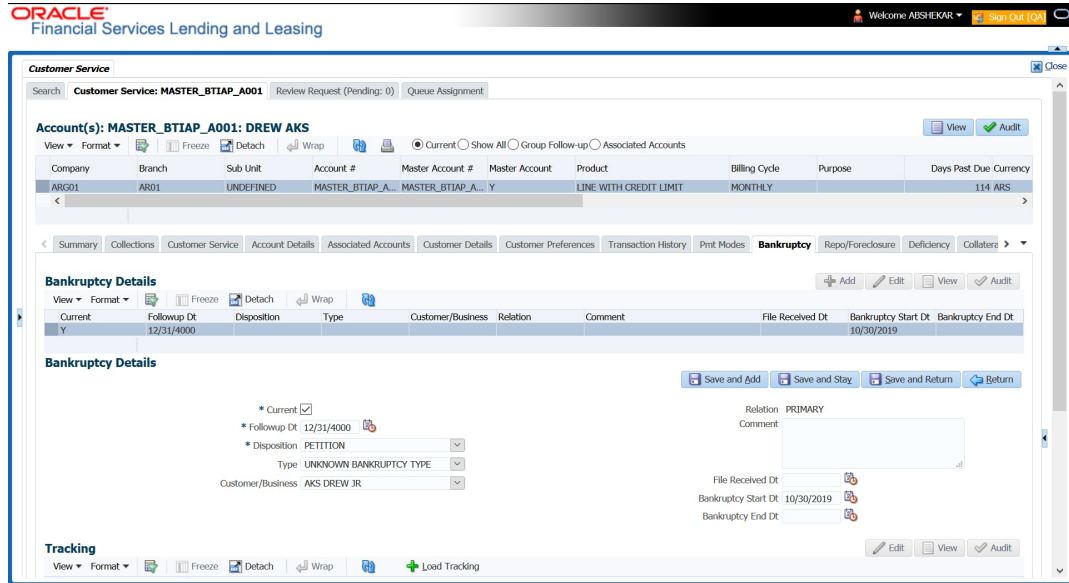 ORACLE
Financial Services Lending and Leasing
Welcome ABSHEKAR
Sign Out [QA]
Customer Service
Close
Search Customer Service: MASTER_BTIAP_A001 Review Request (Pending: 0) Queue Assignment
Account(s): MASTER_BTIAP_A001: DREW AKS
View Audit
View Format Freeze Detach Wrap Current Show All Group Follow-up Associated Accounts
Company Branch Sub Unit Account # Master Account # Master Account Product Billing Cycle Purpose Days Past Due Currency
ARG01 AR01 UNDEFINED MASTER_BTIAP_A... MASTER_BTIAP_A... Y LINE WITH CREDIT LIMIT MONTHLY 114 ARS
Summary Collections Customer Service Account Details Associated Accounts Customer Details Customer Preferences Transaction History Pmt Modes Bankruptcy Repo/Foreclosure Deficiency Collatera
Bankruptcy Details
Add Edit View Audit
View Format Freeze Detach Wrap
Current Followup Dt Disposition Type Customer/Business Relation Comment File Received Dt Bankruptcy Start Dt Bankruptcy End Dt
Y 12/31/4000 10/30/2019
Bankruptcy Details
Save and Add Save and Stay Save and Return Return
* Current
* Followup Dt 12/31/4000
* Disposition PETITION
Type UNKNOWN BANKRUPTCY TYPE
Customer/Business AKS DREW JR
Relation PRIMARY
Comment
File Received Dt
Bankruptcy Start Dt 10/30/2019
Bankruptcy End Dt
Tracking
Edit View Audit
View Format Freeze Detach Wrap Load Tracking